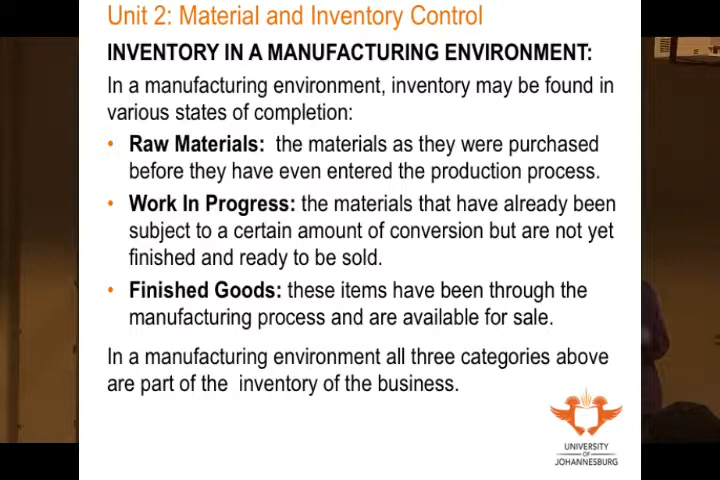 Unit 2: Material and Inventory Control
INVENTORY IN A MANUFACTURING ENVIRONMENT:
In a manufacturing environment, inventory may be found in
various states of completion:
• Raw Materials: the materials as they were purchased
before they have even entered the production process.
• Work In Progress: the materials that have already been
subject to a certain amount of conversion but are not yet
finished and ready to be sold.
• Finished Goods: these items have been through the
manufacturing process and are available for sale.
In a manufacturing environment all three categories above
are part of the inventory of the business.
UNIVERSITY
OF
JOHANNESBURG